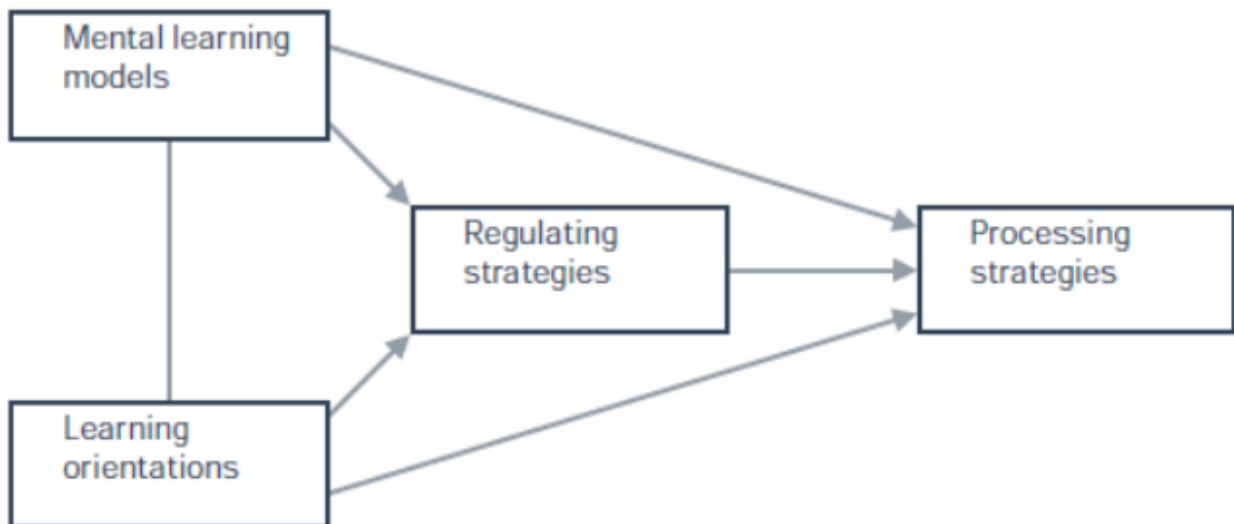 Mental learning
models
Regulating
strategies
Processing
strategies
Learning
orientations